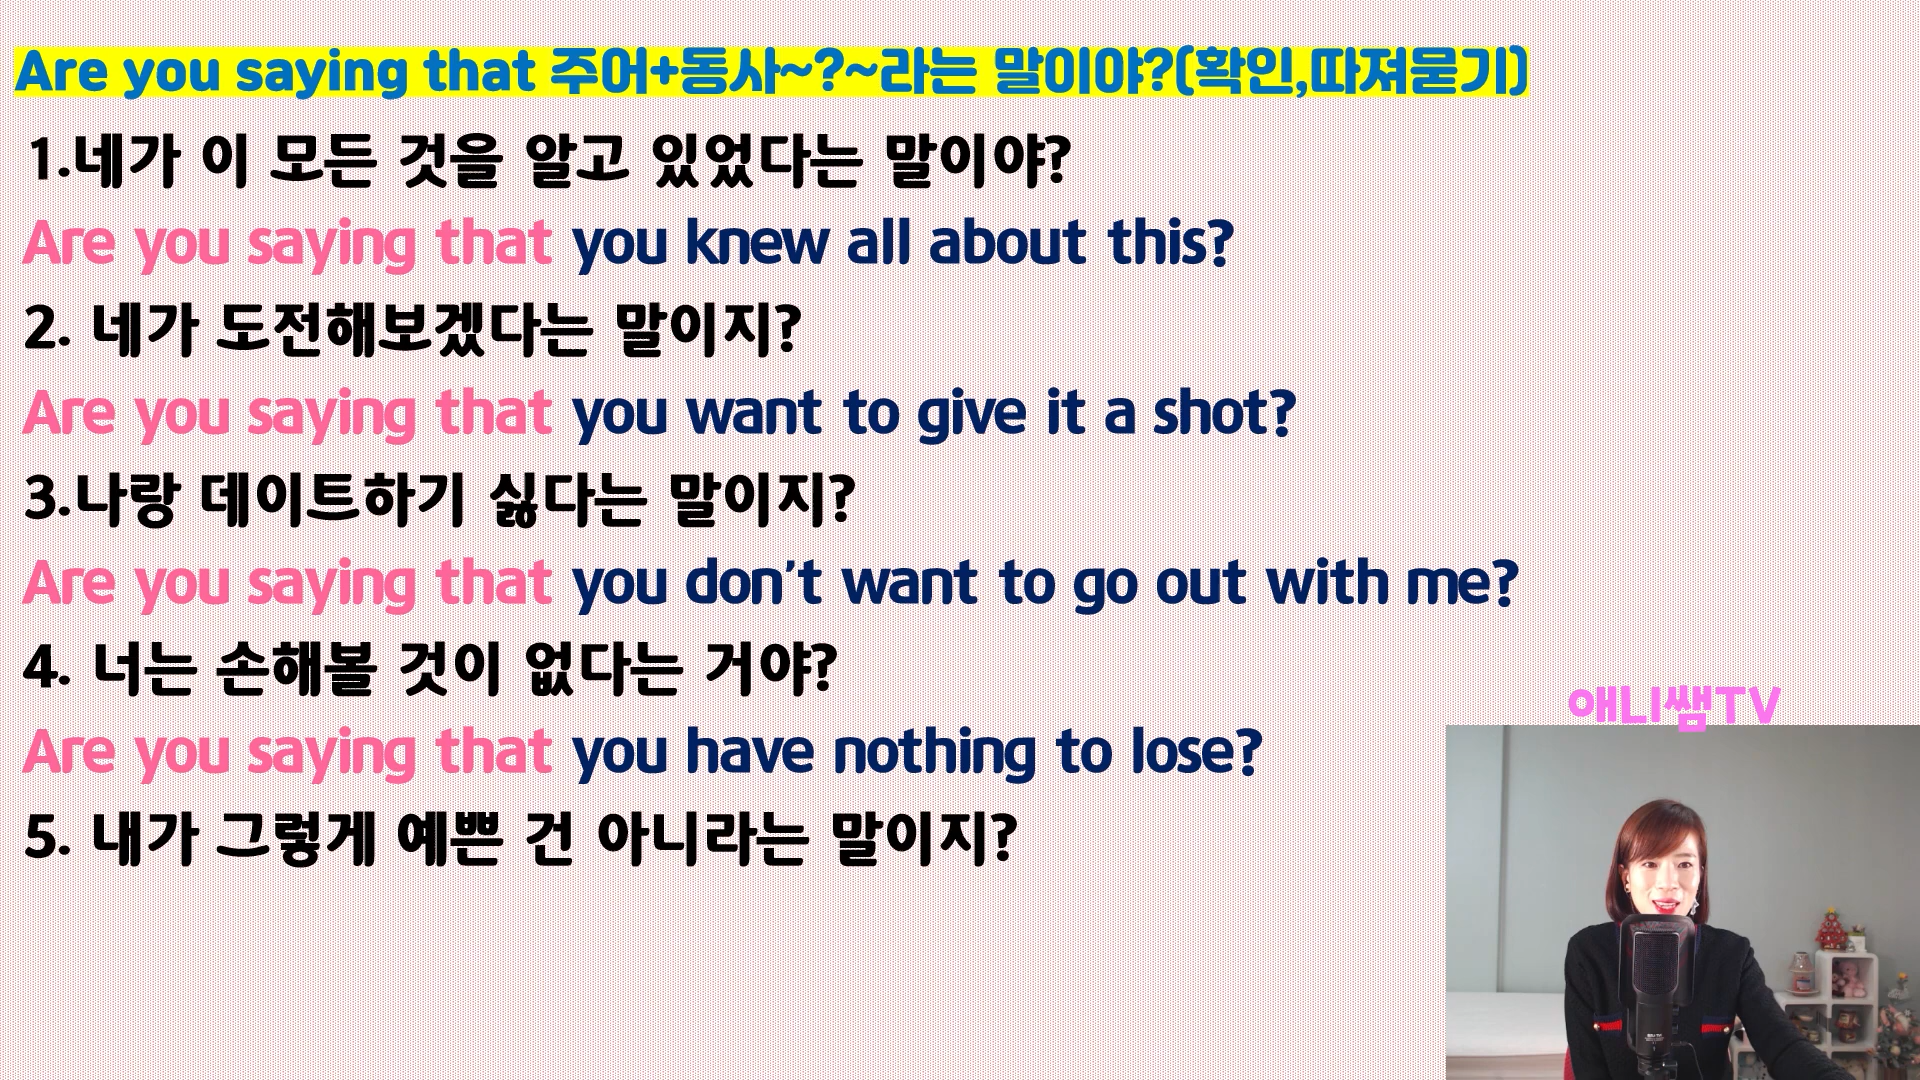 Are you saying that 주어+동사~?~라는 말이야?(확인,따져묻기)
1.네가 이 모든 것을 알고 있었다는 말이야?
Are you saying that you knew all about this?
2. 네가 도전해보겠다는 말이지?
Are you saying that you want to give it a shot?
3.나랑 데이트하기 싫다는 말이지?
Are you saying that you don't want to go out with me?
4. 너는 손해볼 것이 없다는 거야?
Are you saying that you have nothing to lose?
5. 내가 그렇게 예쁜 건 아니라는 말이지?
애니쌤TV